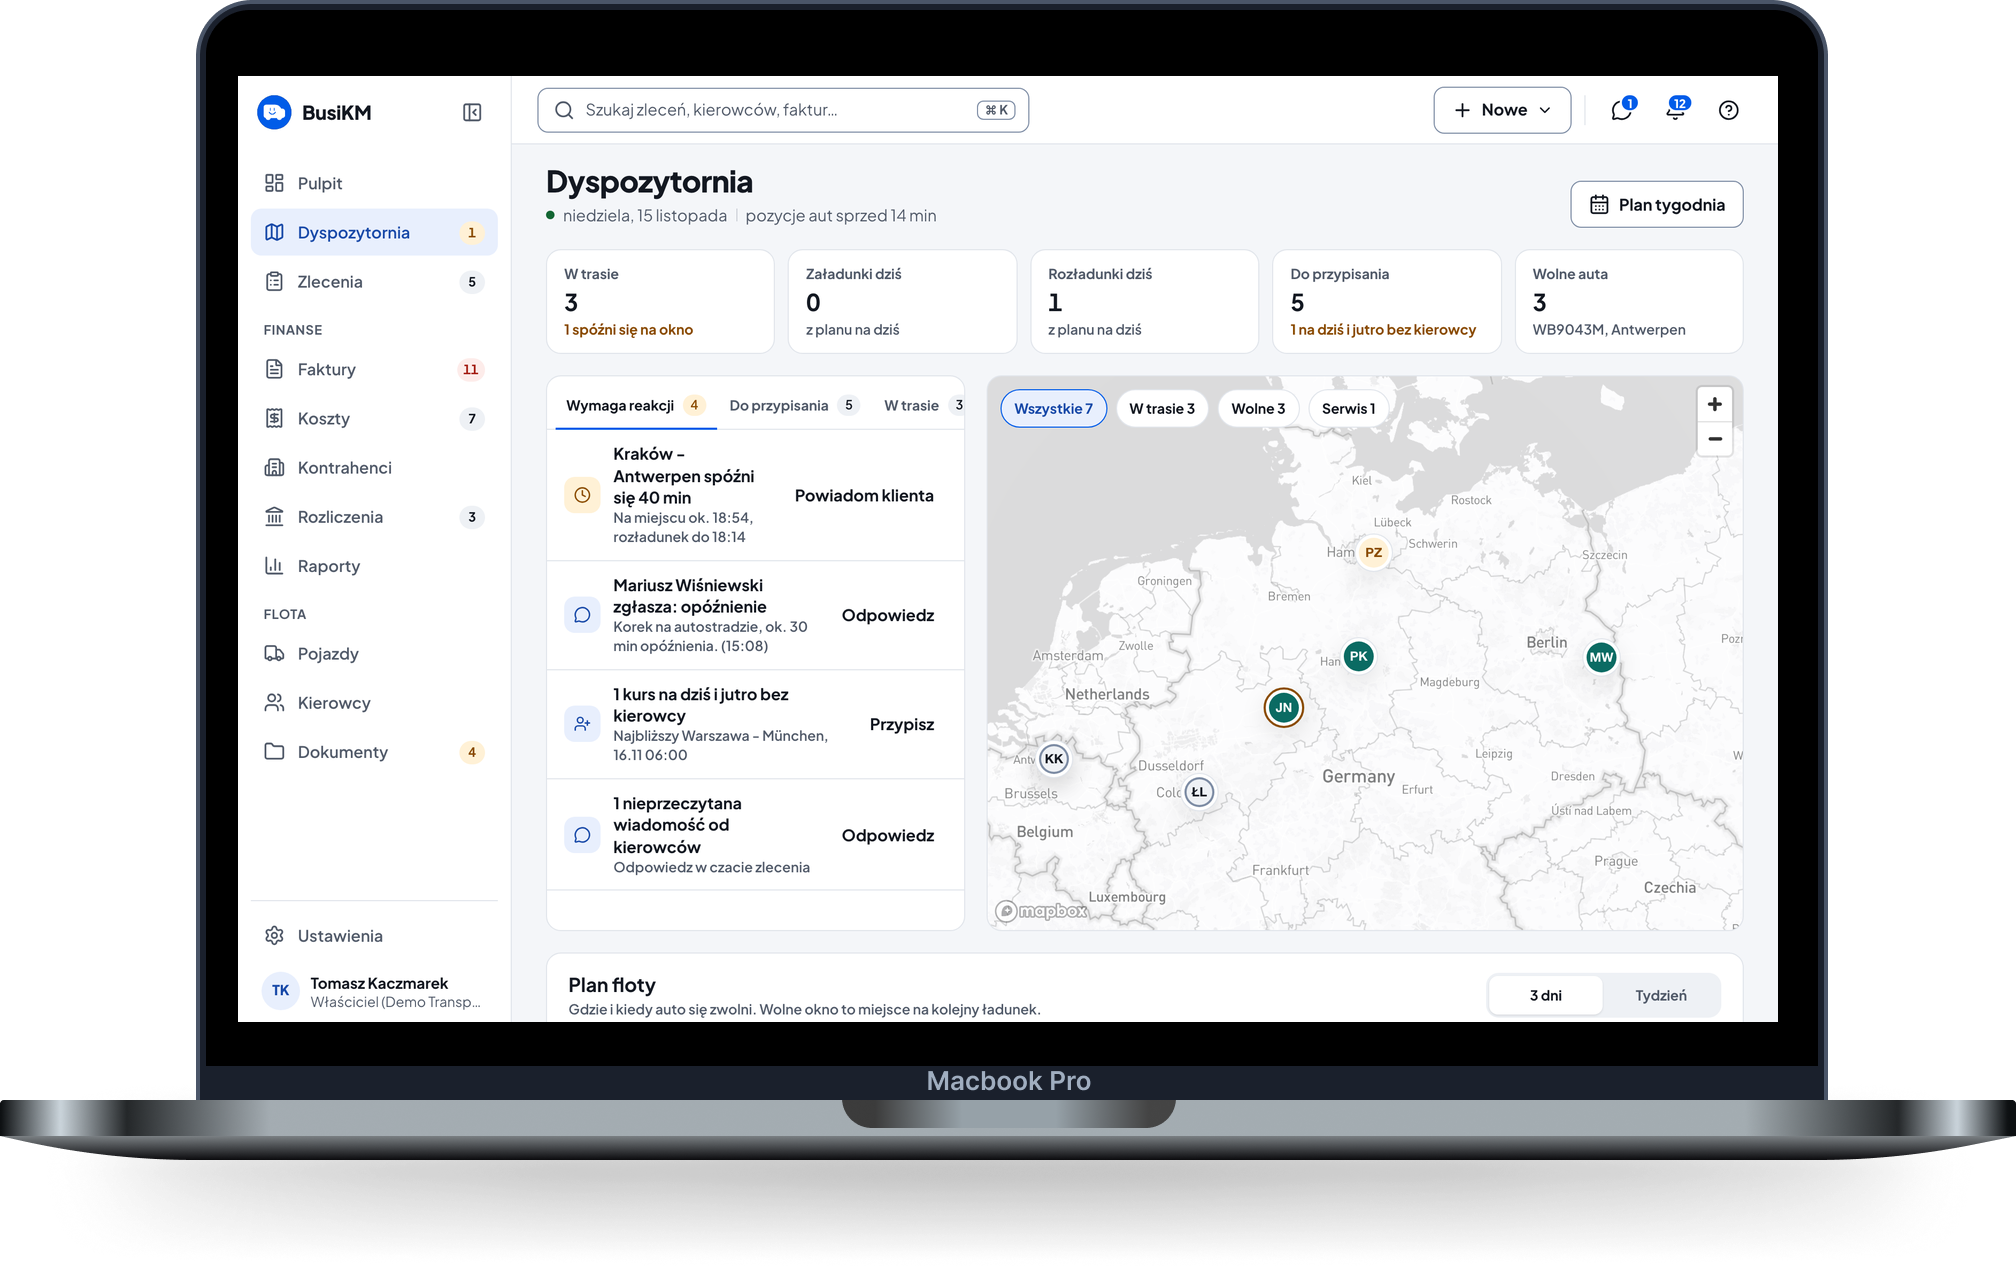 BusiKM
Szukaj zleceń, kierowców, faktur...
⌘ K
Nowe
1
12
Pulpit
Dyspozytornia
1
Zlecenia
5
FINANSE
Faktury
11
Koszty
7
Kontrahenci
Rozliczenia
3
Raporty
FLOTA
Pojazdy
Kierowcy
Dokumenty
4
Ustawienia
TK
Tomasz Kaczmarek
Właściciel (Demo Transp...
Dyspozytornia
niedziela, 15 listopada
pozycje aut sprzed 14 min
Plan tygodnia
W trasie
3
1 spóźni się na okno
Załadunki dziś
0
z planu na dziś
Rozładunki dziś
1
z planu na dziś
Do przypisania
5
1 na dziś i jutro bez kierowcy
Wolne auta
3
WB9043M, Antwerpen
Wymaga reakcji 4
Do przypisania 5
W trasie 3
Kraków -
Antwerpen spóźni
się 40 min
Na miejscu ok. 18:54,
rozładunek do 18:14
Powiadom klienta
Mariusz Wiśniewski
zgłasza: opóźnienie
Korek na autostradzie, ok. 30
min opóźnienia. (15:08)
Odpowiedz
1 kurs na dziś i jutro bez
kierowcy
Najbliższy Warszawa - München,
16.11 06:00
Przypisz
1 nieprzeczytana
wiadomość od
kierowców
Odpowiedz w czacie zlecenia
Odpowiedz
Wszystkie 7
W trasie 3
Wolne 3
Serwis 1
+
−
Kiel
Rostock
Lübeck
Schwerin
Ham
PZ
Szczecin
Groningen
Bremen
Zwolle
Amsterdam
Berlin
MW
Pozn
Han
PK
Netherlands
Magdeburg
JN
Antw
KK
Dusseldorf
Leipzig
W
Germany
Dresden
Brussels
Colo
ŁL
Erfurt
Ústí nad Labem
Belgium
Frankfurt
Prague
Czechia
Luxembourg
mapbox
Plan floty
Gdzie i kiedy auto się zwolni. Wolne okno to miejsce na kolejny ładunek.
3 dni
Tydzień
Macbook Pro